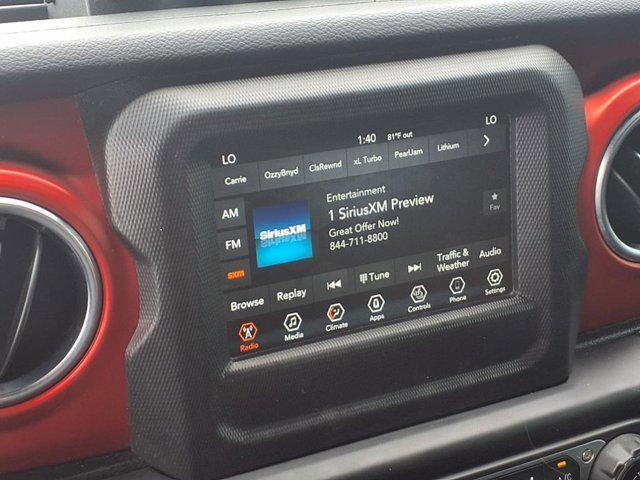 LO 1:40 81°F out LO
Carrie OzzyBnyd ClsRewnd xL Turbo PearlJam Lithium
AM
FM
sxm
SiriusXM
Entertainment
1 SiriusXM Preview
Great Offer Now!
844-711-8800
Fav
Browse Replay Tune Traffic & Weather Audio
Radio Media Climate Apps Controls Phone Settings
A/C